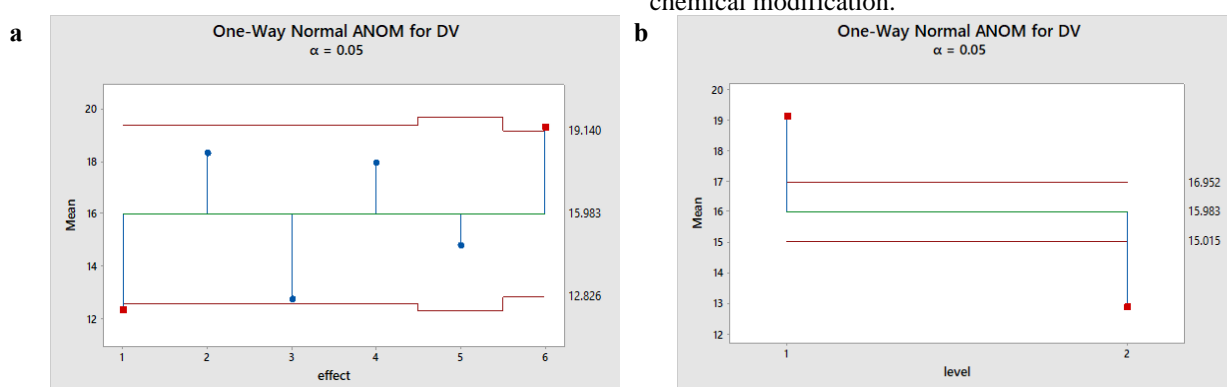 chemical modification.
a
One-Way Normal ANOM for DV
α = 0.05
20
18
16
14
12
Mean
19.140
15.983
12.826
1 2 3 4 5 6
effect
b
One-Way Normal ANOM for DV
α = 0.05
20
19
18
17
16
15
14
13
12
Mean
16.952
15.983
15.015
1 2
level